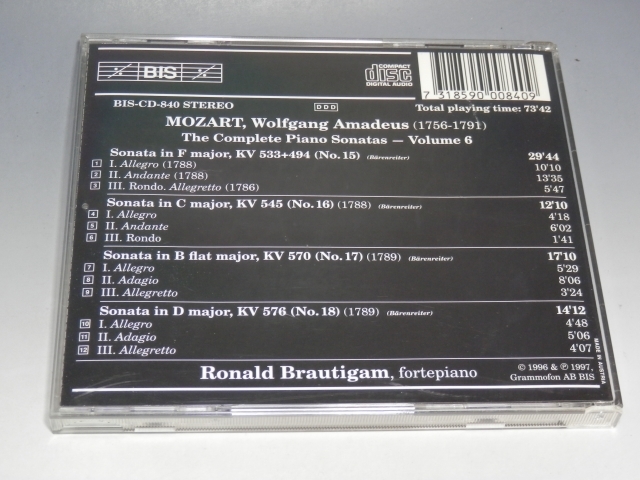 BIS
COMPACT
disc
DIGITAL AUDIO
7 318590 008409
BIS-CD-840 STEREO
DDD
Total playing time: 73'42
MOZART, Wolfgang Amadeus (1756-1791)
The Complete Piano Sonatas — Volume 6
Sonata in F major, KV 533+494 (No. 15) (Bärenreiter) 29'44
1 I. Allegro (1788) 10'10
2 II. Andante (1788) 13'35
3 III. Rondo. Allegretto (1786) 5'47
Sonata in C major, KV 545 (No. 16) (1788) (Bärenreiter) 12'10
4 I. Allegro 4'18
5 II. Andante 6'02
6 III. Rondo 1'41
Sonata in B flat major, KV 570 (No. 17) (1789) (Bärenreiter) 17'10
7 I. Allegro 5'29
8 II. Adagio 8'06
9 III. Allegretto 3'24
Sonata in D major, KV 576 (No. 18) (1789) (Bärenreiter) 14'12
10 I. Allegro 4'48
11 II. Adagio 5'06
12 III. Allegretto 4'07
Ronald Brautigam, fortepiano
© 1996 & ℗ 1997,
Grammofon AB BIS
MADE IN AUSTRIA